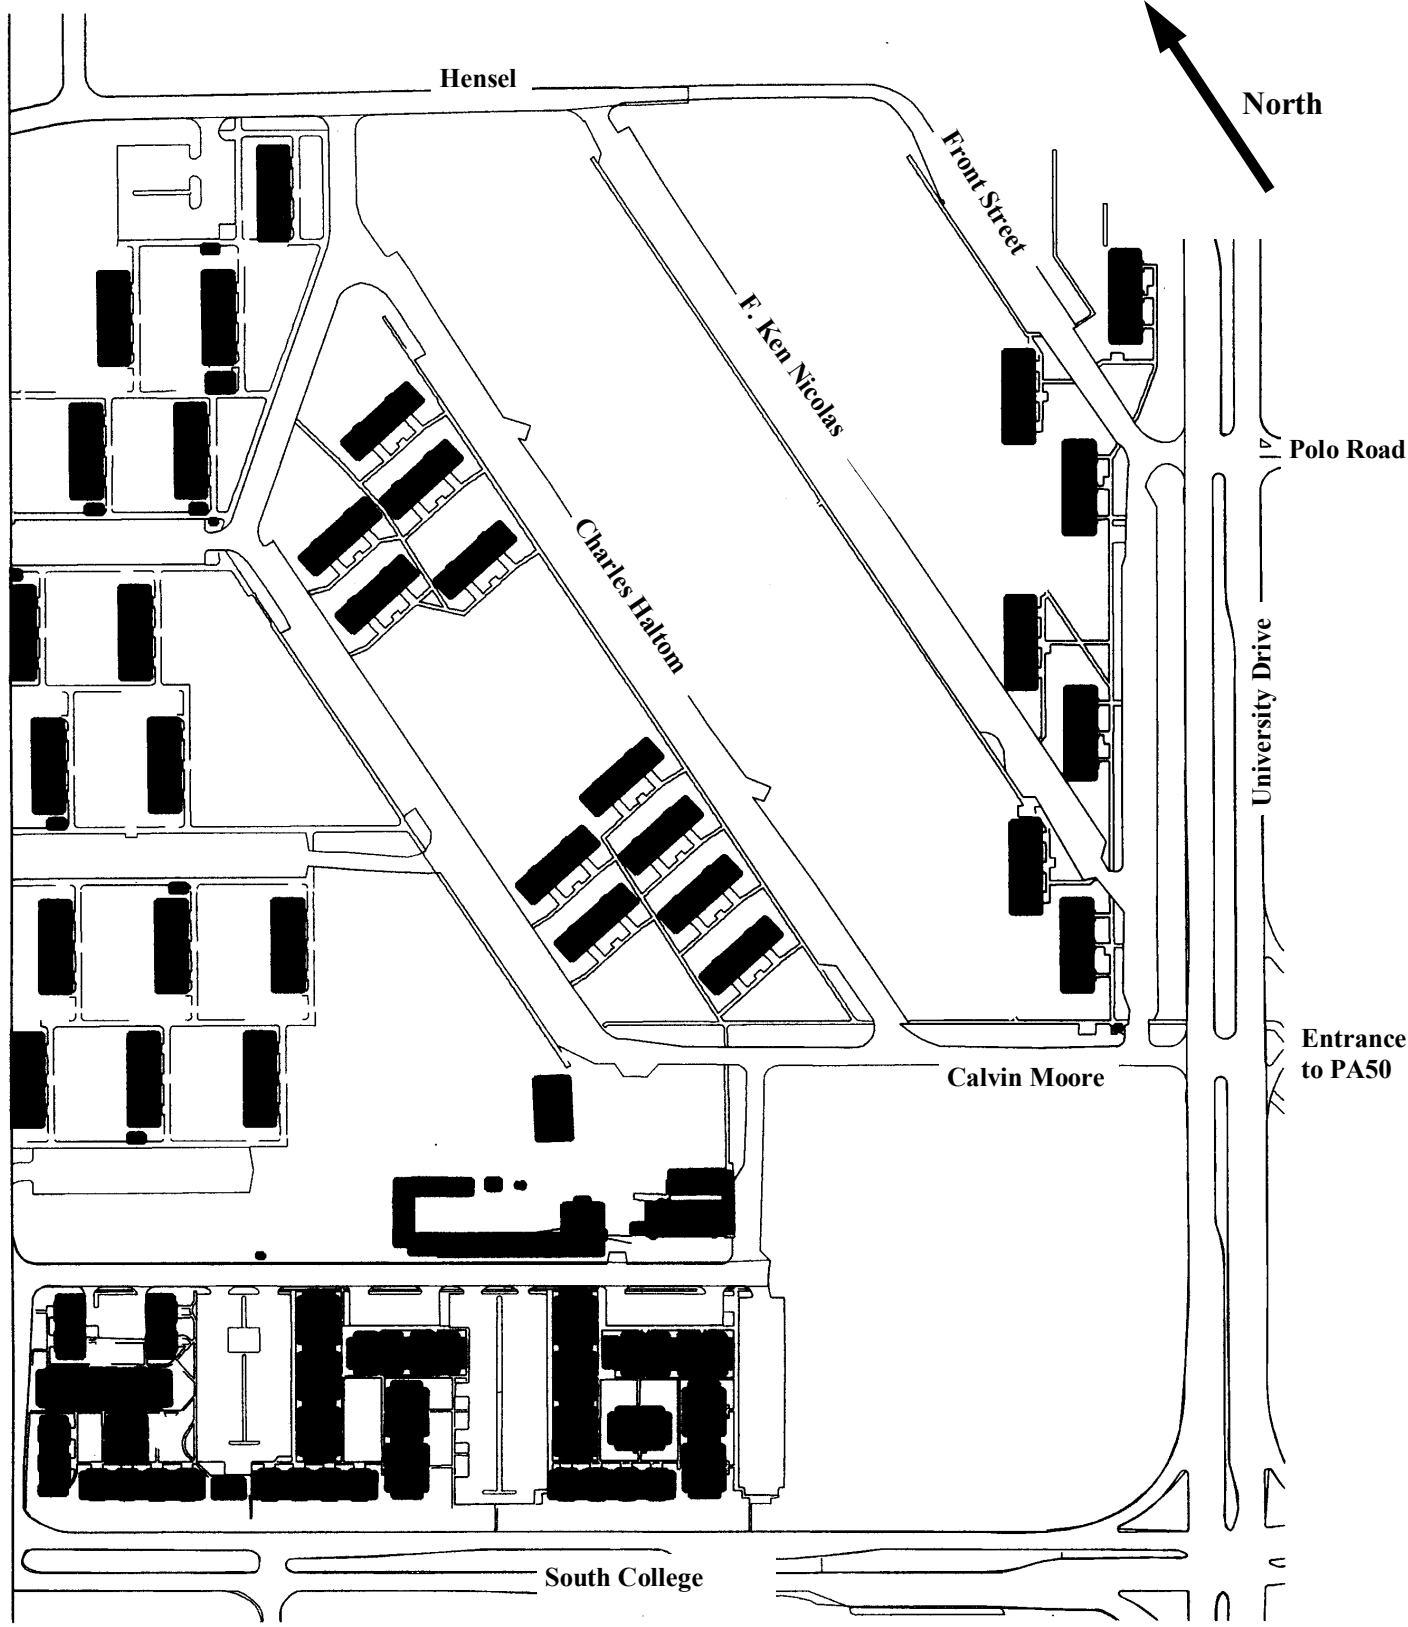 Hensel
North
Front Street
F. Ken Nicolas
Polo Road
Charles Haltom
University Drive
Entrance
to PA50
Calvin Moore
South College